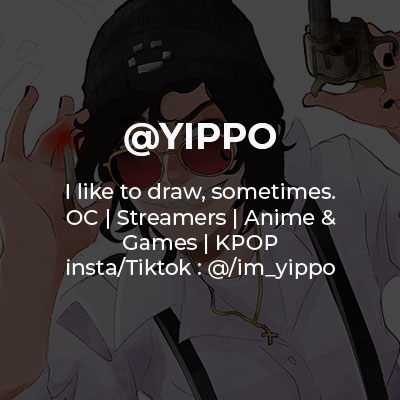 @YIPPO
I like to draw, sometimes.
OC | Streamers | Anime &
Games | KPOP
insta/Tiktok : @/im_yippo